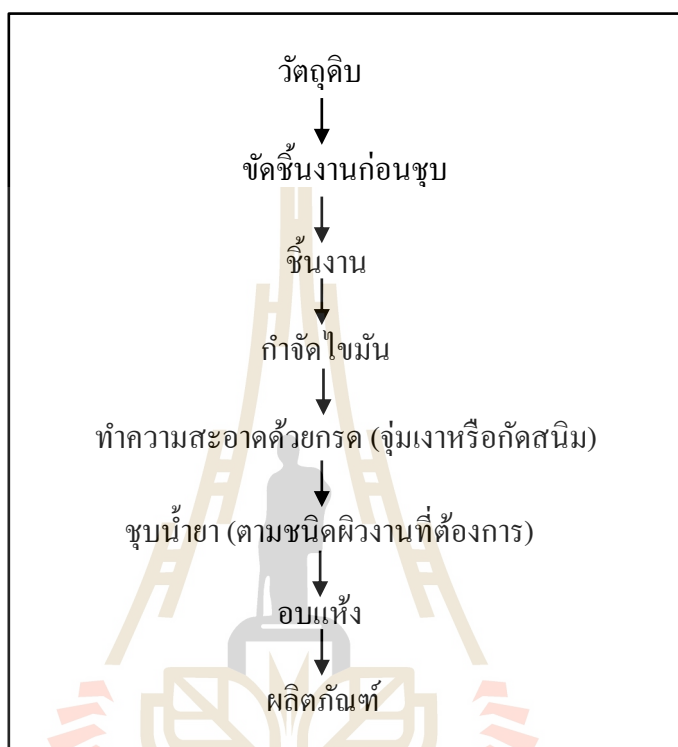 วัตถุดิบ
ขัดชิ้นงานก่อนชุบ
ชิ้นงาน
กำจัดไขมัน
ทำความสะอาดด้วยกรด (จุ่มเงาหรือกัดสนิม)
ชุบน้ำยา (ตามชนิดผิวงานที่ต้องการ)
อบแห้ง
ผลิตภัณฑ์